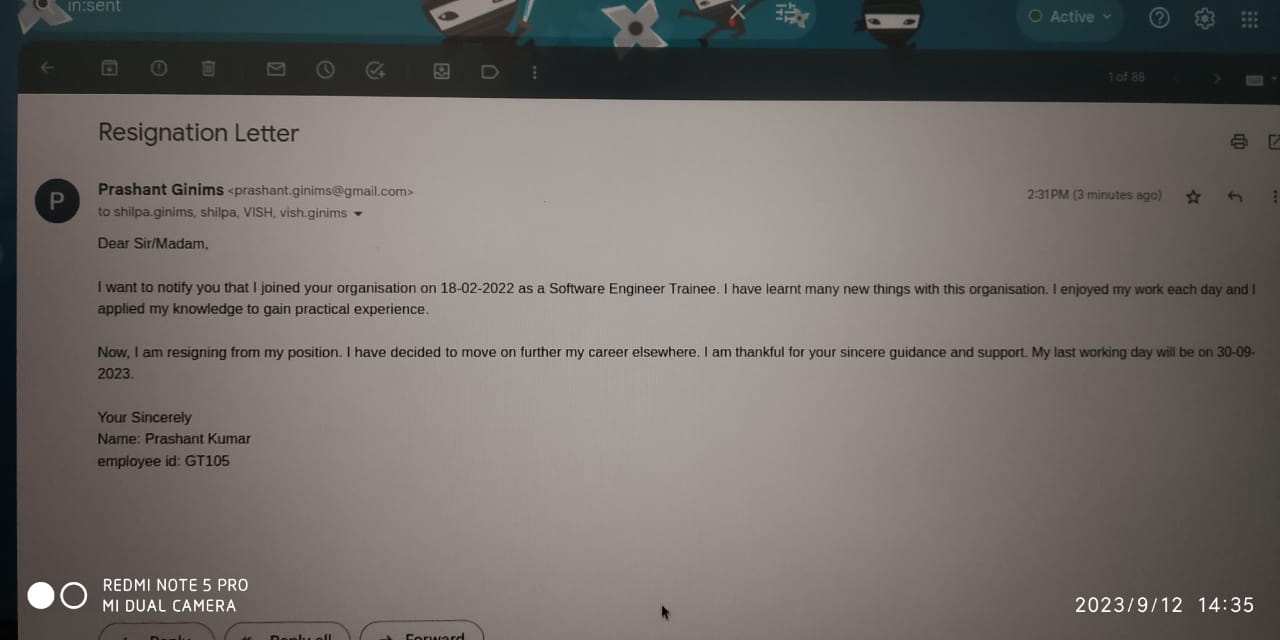 in:sent
Active
1 of 88
Resignation Letter
P
Prashant Ginims <prashant.ginims@gmail.com>
2:31 PM (3 minutes ago)
to shilpa.ginims, shilpa, VISH, vish.ginims
Dear Sir/Madam,
I want to notify you that I joined your organisation on 18-02-2022 as a Software Engineer Trainee. I have learnt many new things with this organisation. I enjoyed my work each day and I
applied my knowledge to gain practical experience.
Now, I am resigning from my position. I have decided to move on further my career elsewhere. I am thankful for your sincere guidance and support. My last working day will be on 30-09-
2023.
Your Sincerely
Name: Prashant Kumar
employee id: GT105
REDMI NOTE 5 PRO
MI DUAL CAMERA
2023/9/12 14:35
Reply
Reply all
Forward